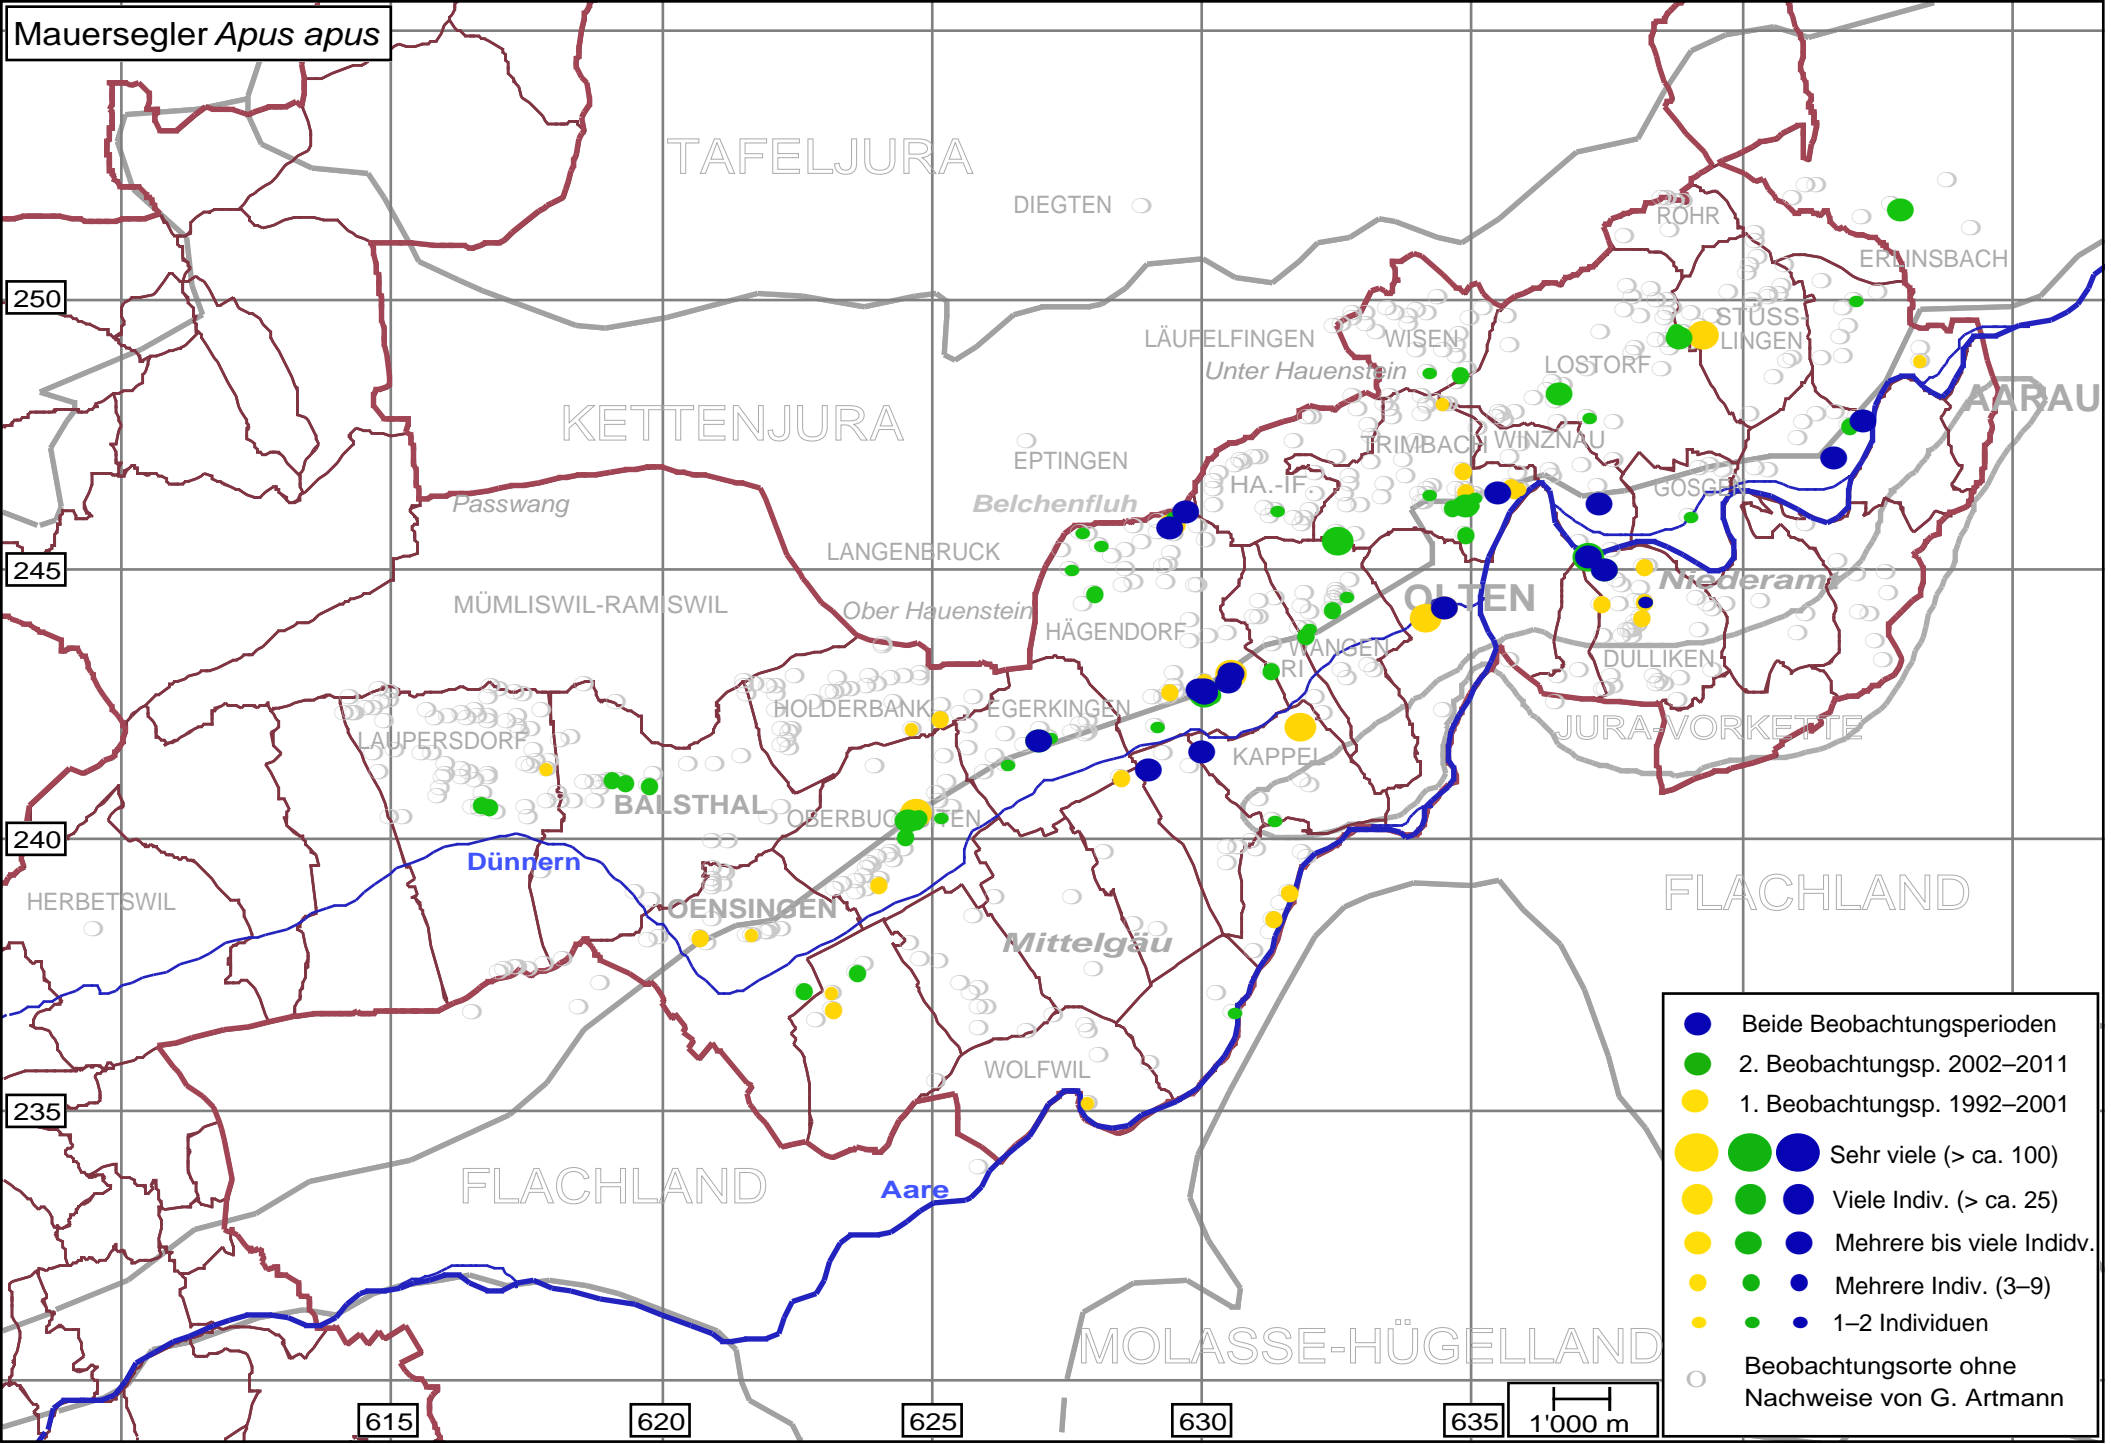 Mauersegler Apus apus
TAFELJURA
DIEGTEN
ROHR
ERLINSBACH
250
LÄUFELFINGEN
WISEN
STÜSS-
LINGEN
Unter Hauenstein
LOSTORF
AARAU
KETTENJURA
EPTINGEN
TRIMBACH
WINZNAU
HA.-IF.
GÖSGEN
Passwang
Belchenfluh
LANGENBRUCK
245
Niederamt
MÜMLISWIL-RAMISWIL
Ober Hauenstein
OLTEN
HÄGENDORF
WANGEN
RI
DULLIKEN
HOLDERBANK
EGERKINGEN
JURA-VORKETTE
LAUPERSDORF
KAPPEL
BALSTHAL
OBERBUCHSITEN
240
Dünnern
HERBETSWIL
OENSINGEN
FLACHLAND
Mittelgäu
WOLFWIL
235
FLACHLAND
Aare
MOLASSE-HÜGELLAND
615
620
625
630
635
1'000 m
Beide Beobachtungsperioden
2. Beobachtungsp. 2002–2011
1. Beobachtungsp. 1992–2001
Sehr viele (> ca. 100)
Viele Indiv. (> ca. 25)
Mehrere bis viele Indidv.
Mehrere Indiv. (3–9)
1–2 Individuen
Beobachtungsorte ohne
Nachweise von G. Artmann